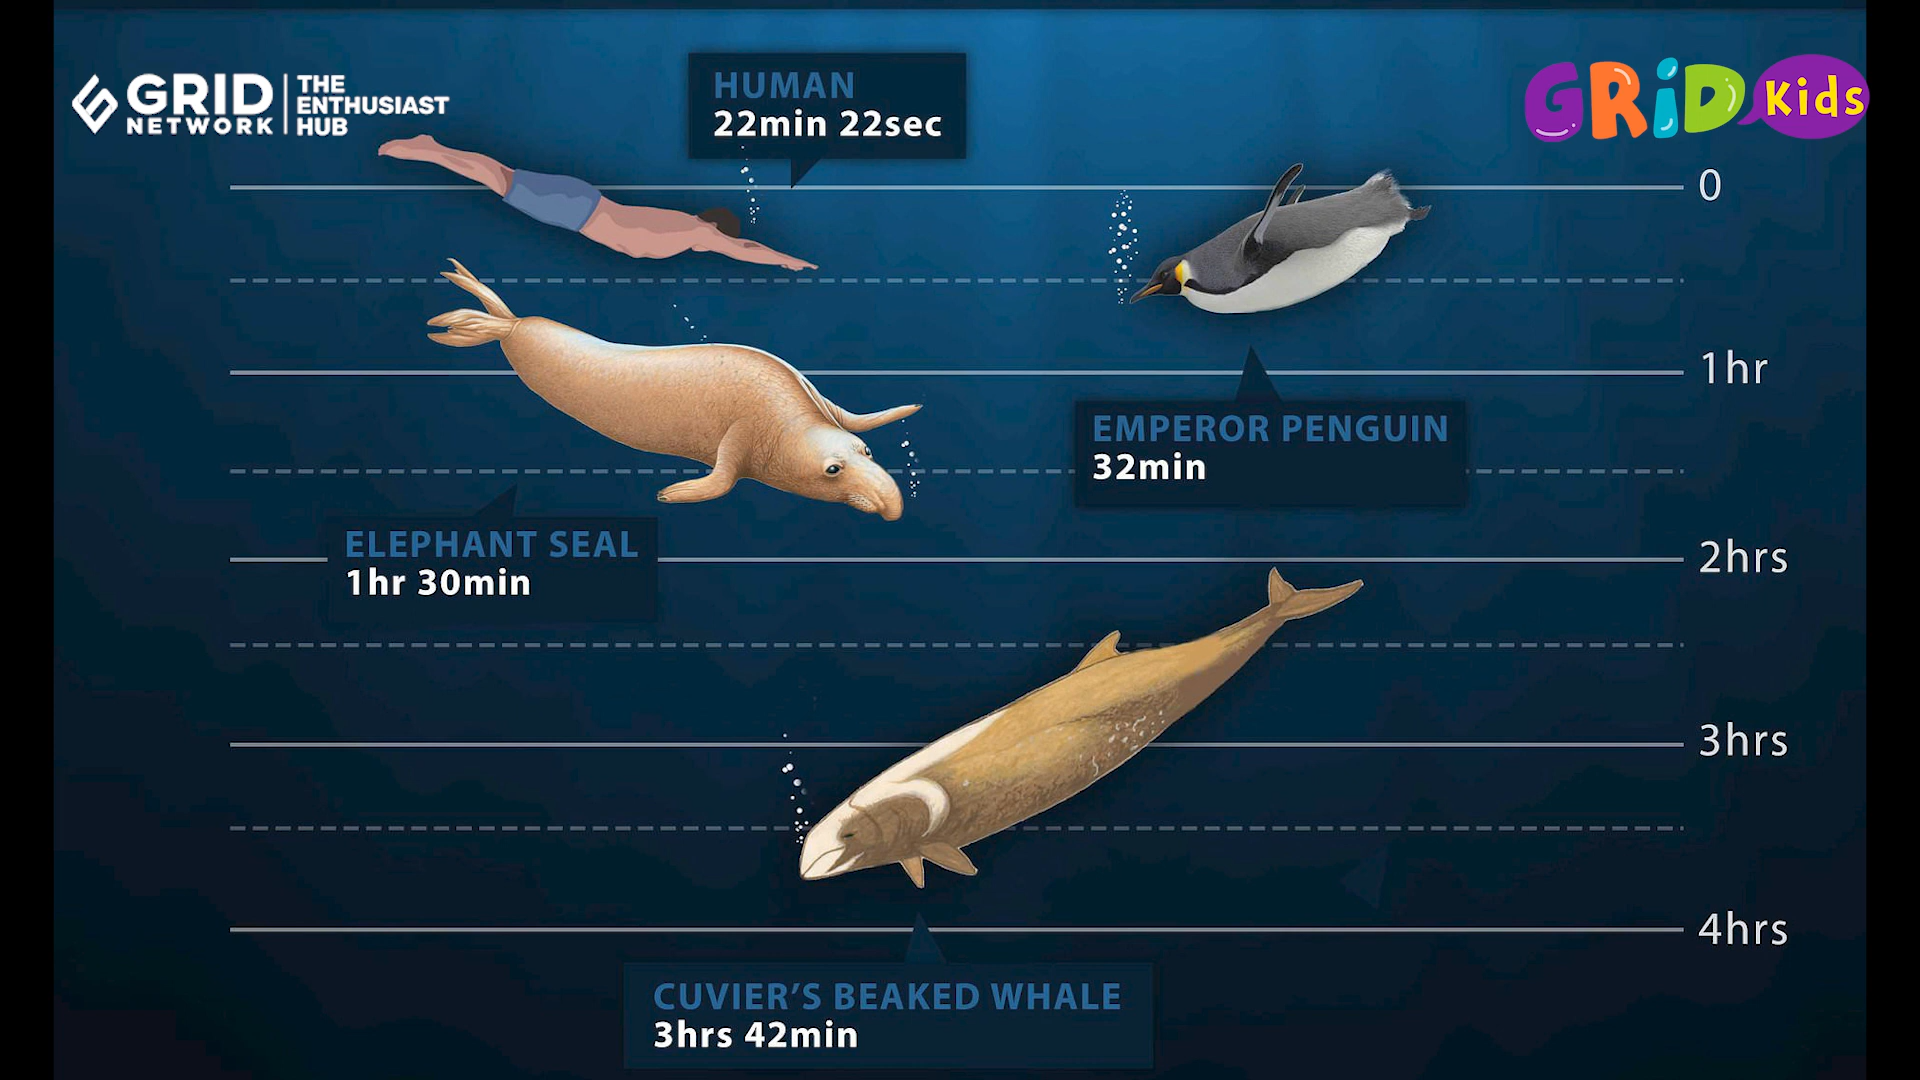 GRID
NETWORK
THE
ENTHUSIAST
HUB
HUMAN
22min 22sec
GRiD Kids
0
1hr
EMPEROR PENGUIN
32min
ELEPHANT SEAL
1hr 30min
2hrs
3hrs
4hrs
CUVIER’S BEAKED WHALE
3hrs 42min